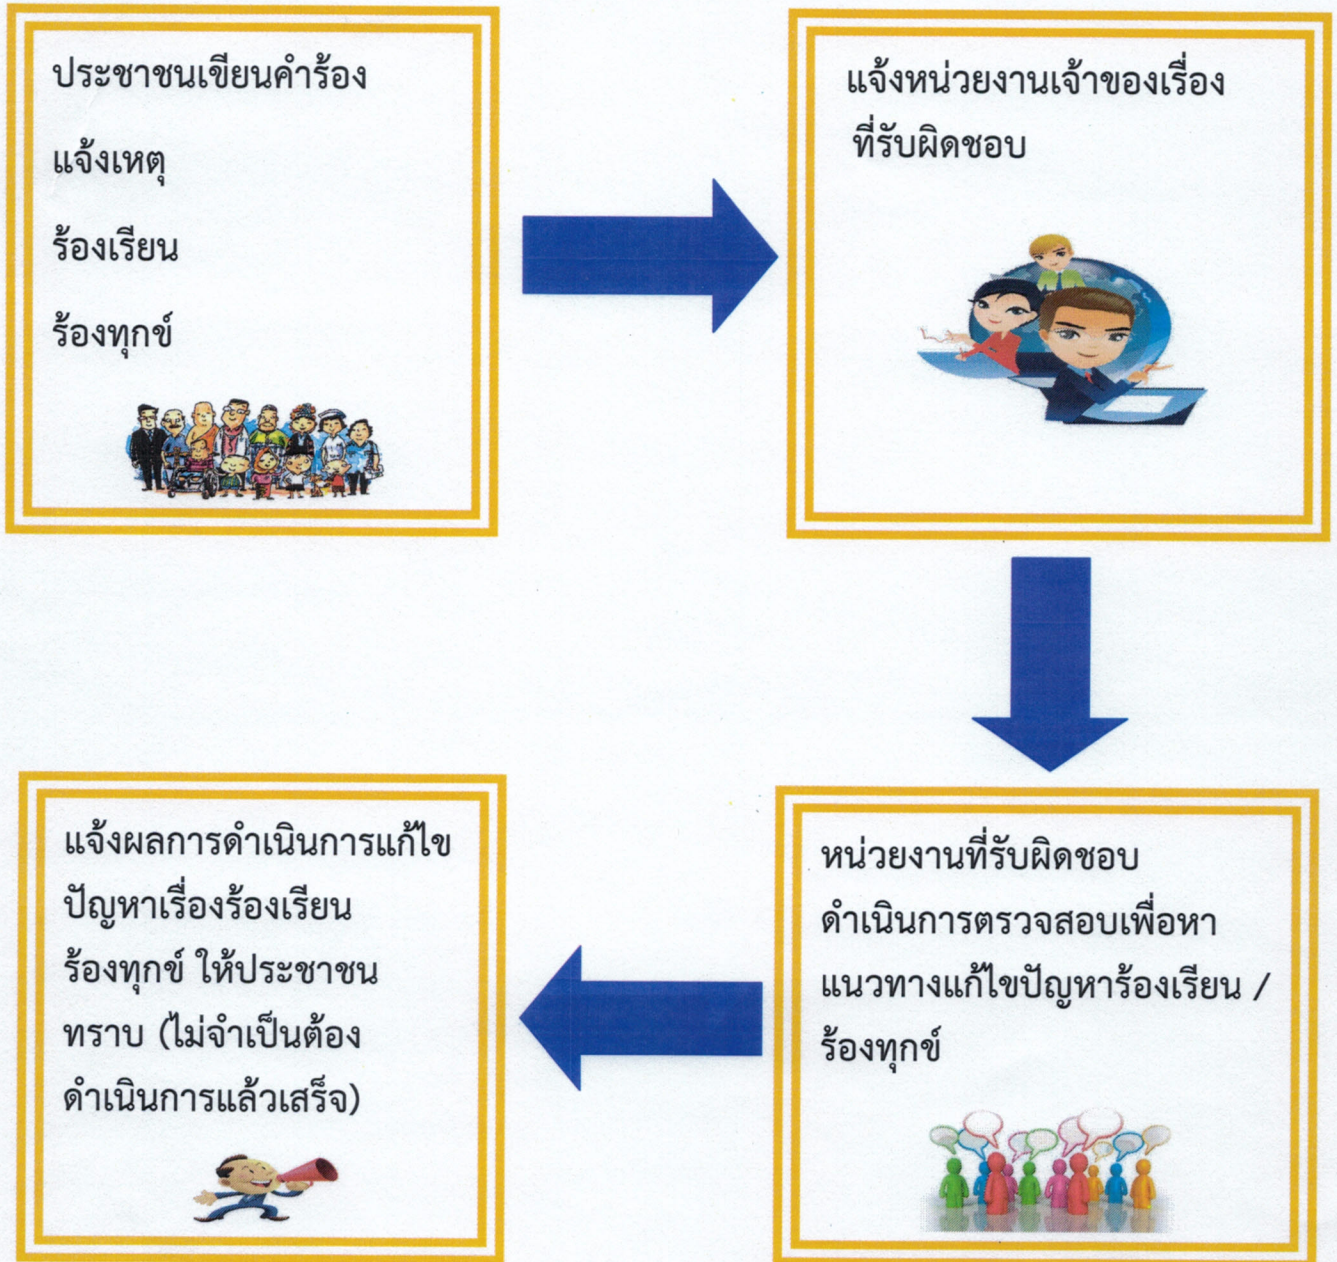 ประชาชนเขียนคำร้อง
แจ้งเหตุ
ร้องเรียน
ร้องทุกข์
แจ้งหน่วยงานเจ้าของเรื่อง
ที่รับผิดชอบ
หน่วยงานที่รับผิดชอบ
ดำเนินการตรวจสอบเพื่อหา
แนวทางแก้ไขปัญหาร้องเรียน /
ร้องทุกข์
แจ้งผลการดำเนินการแก้ไข
ปัญหาเรื่องร้องเรียน
ร้องทุกข์ ให้ประชาชน
ทราบ (ไม่จำเป็นต้อง
ดำเนินการแล้วเสร็จ)